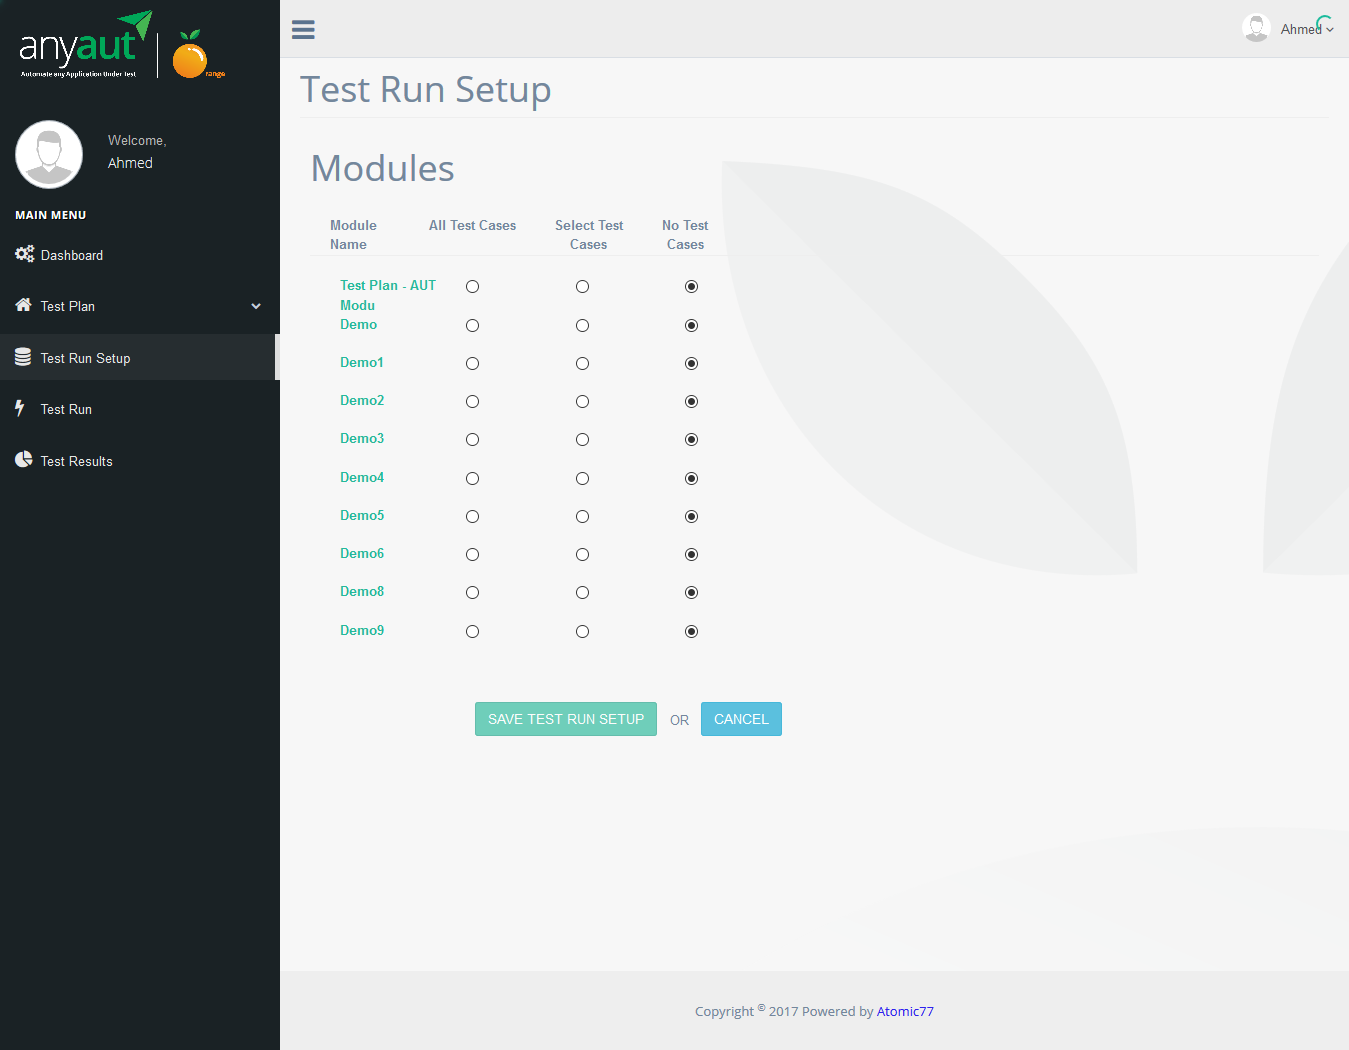 anyaut
Automate any Application Under Test
range
Ahmed
Welcome,
Ahmed
MAIN MENU
Dashboard
Test Plan
Test Run Setup
Test Run
Test Results
Test Run Setup
Modules
Module Name
All Test Cases
Select Test Cases
No Test Cases
Test Plan - AUT
Modu
Demo
Demo1
Demo2
Demo3
Demo4
Demo5
Demo6
Demo8
Demo9
SAVE TEST RUN SETUP OR CANCEL
Copyright © 2017 Powered by Atomic77